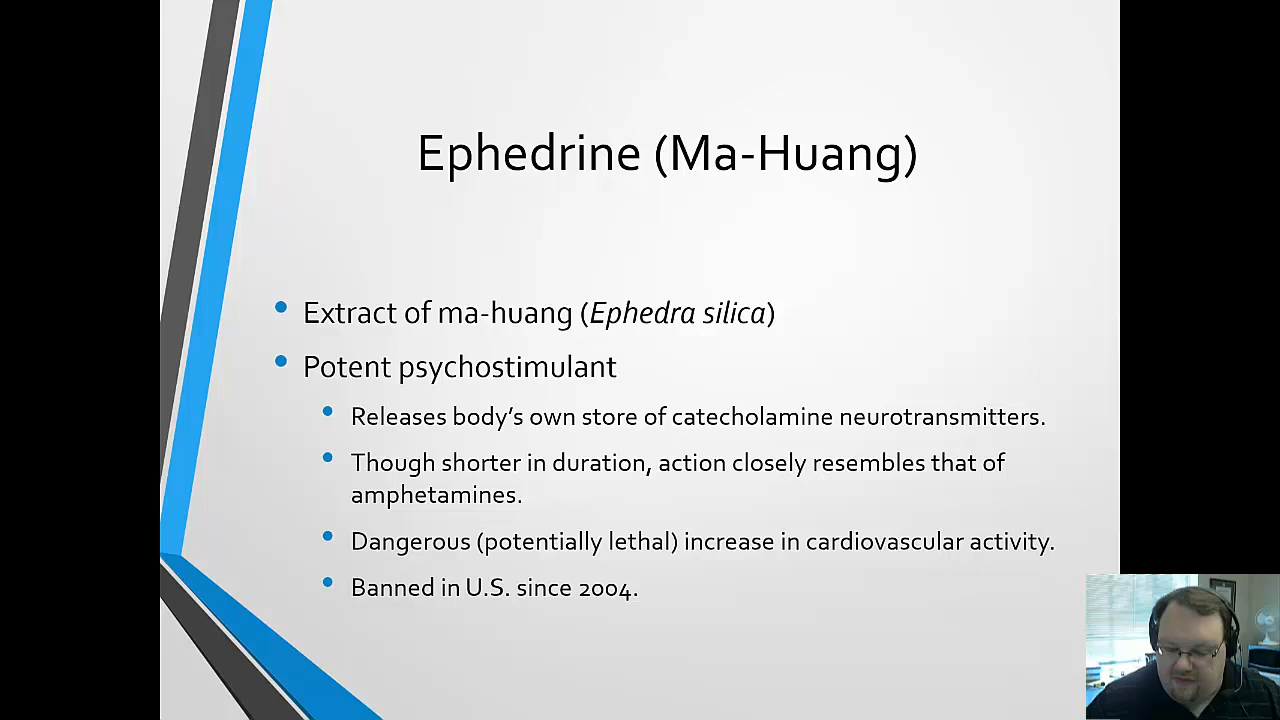 Ephedrine (Ma-Huang)
• Extract of ma-huang (Ephedra silica)
• Potent psychostimulant
• Releases body's own store of catecholamine neurotransmitters.
• Though shorter in duration, action closely resembles that of
amphetamines.
• Dangerous (potentially lethal) increase in cardiovascular activity.
• Banned in U.S. since 2004.